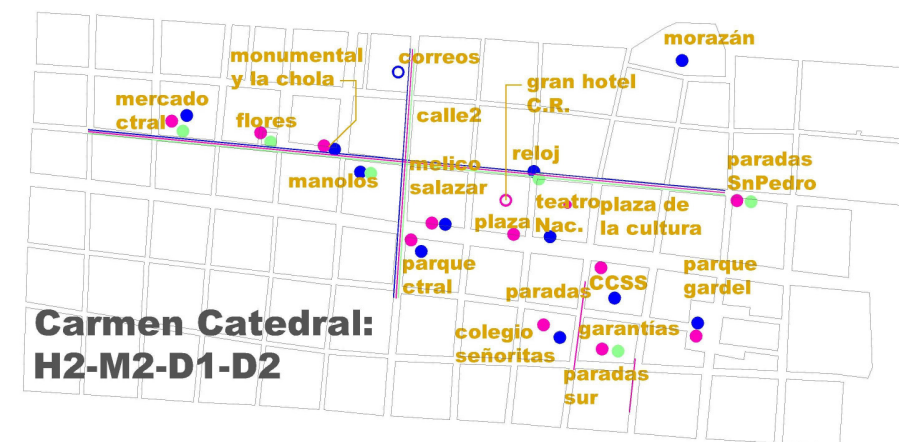 morazán
monumental
y la chola
correos
gran hotel
C.R.
mercado
ctral
flores
calle2
manolos
melico
salazar
reloj
paradas
SnPedro
teatro
Nac.
plaza de
la cultura
plaza
parque
ctral
paradas
CCSS
parque
gardel
colegio
señoritas
garantías
paradas
sur
Carmen Catedral:
H2-M2-D1-D2